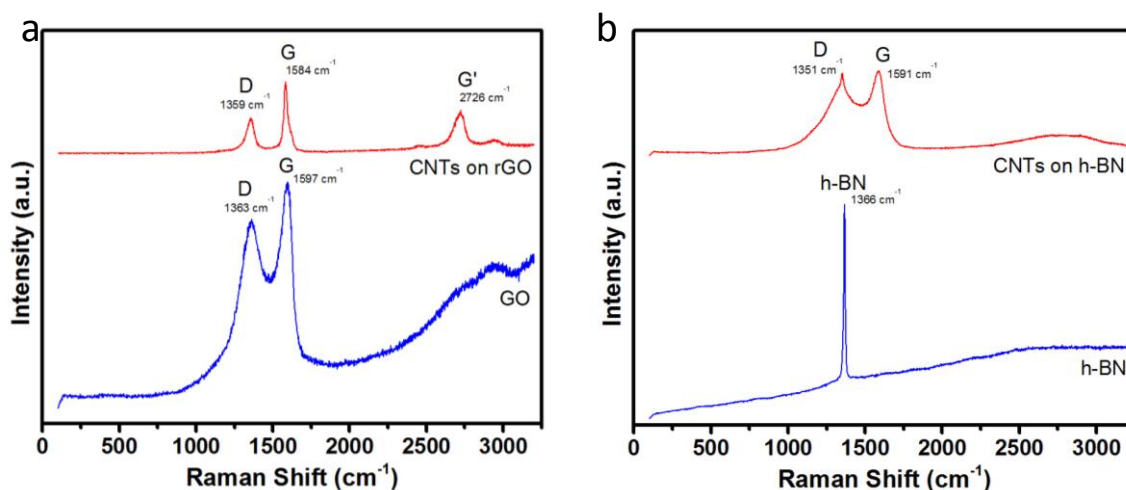 a
G
1584 cm-1
D
1359 cm-1
G'
2726 cm-1
CNTs on rGO
G
1597 cm-1
D
1363 cm-1
GO
Intensity (a.u.)
0 500 1000 1500 2000 2500 3000
Raman Shift (cm-1)
b
D
1351 cm-1
G
1591 cm-1
CNTs on h-BN
h-BN
1366 cm-1
h-BN
Intensity (a.u.)
0 500 1000 1500 2000 2500 3000
Raman Shift (cm-1)